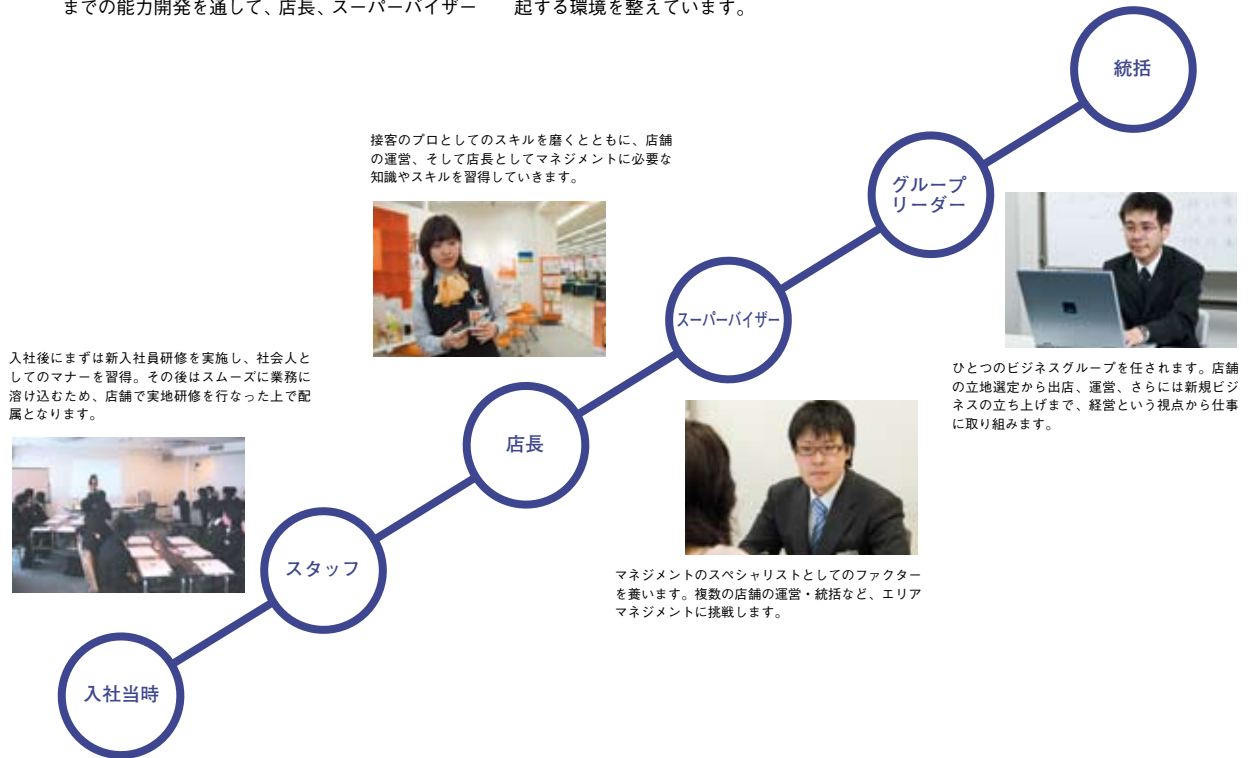 までの能力開発を通して、店長、スーパーバイザー
起する環境を整えています。
統括
接客のプロとしてのスキルを磨くとともに、店舗
の運営、そして店長としてマネジメントに必要な
知識やスキルを習得していきます。
グループ
リーダー
スーパーバイザー
入社後にまずは新入社員研修を実施し、社会人と
してのマナーを習得。その後はスムーズに業務に
溶け込むため、店舗で実地研修を行なった上で配
属となります。
ひとつのビジネスグループを任されます。店舗
の立地選定から出店、運営、さらには新規ビジ
ネスの立ち上げまで、経営という視点から仕事
に取り組みます。
店長
スタッフ
マネジメントのスペシャリストとしてのファクター
を養います。複数の店舗の運営・統括など、エリア
マネジメントに挑戦します。
入社当時